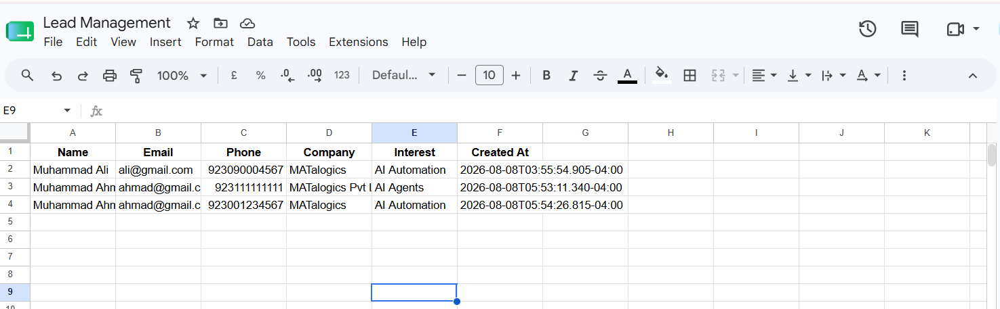 Lead Management
File Edit View Insert Format Data Tools Extensions Help
100% £ % .0 .00 123 Defaul... 10 B I A A
E9 fx
A B C D E F G H I J K
1 Name Email Phone Company Interest Created At
2 Muhammad Ali ali@gmail.com 923090004567 MATalogics AI Automation 2026-08-08T03:55:54.905-04:00
3 Muhammad Ahm ahmad@gmail.c 923111111111 MATalogics Pvt L AI Agents 2026-08-08T05:53:11.340-04:00
4 Muhammad Ahm ahmad@gmail.c 923001234567 MATalogics AI Automation 2026-08-08T05:54:26.815-04:00
5
6
7
8
9
10